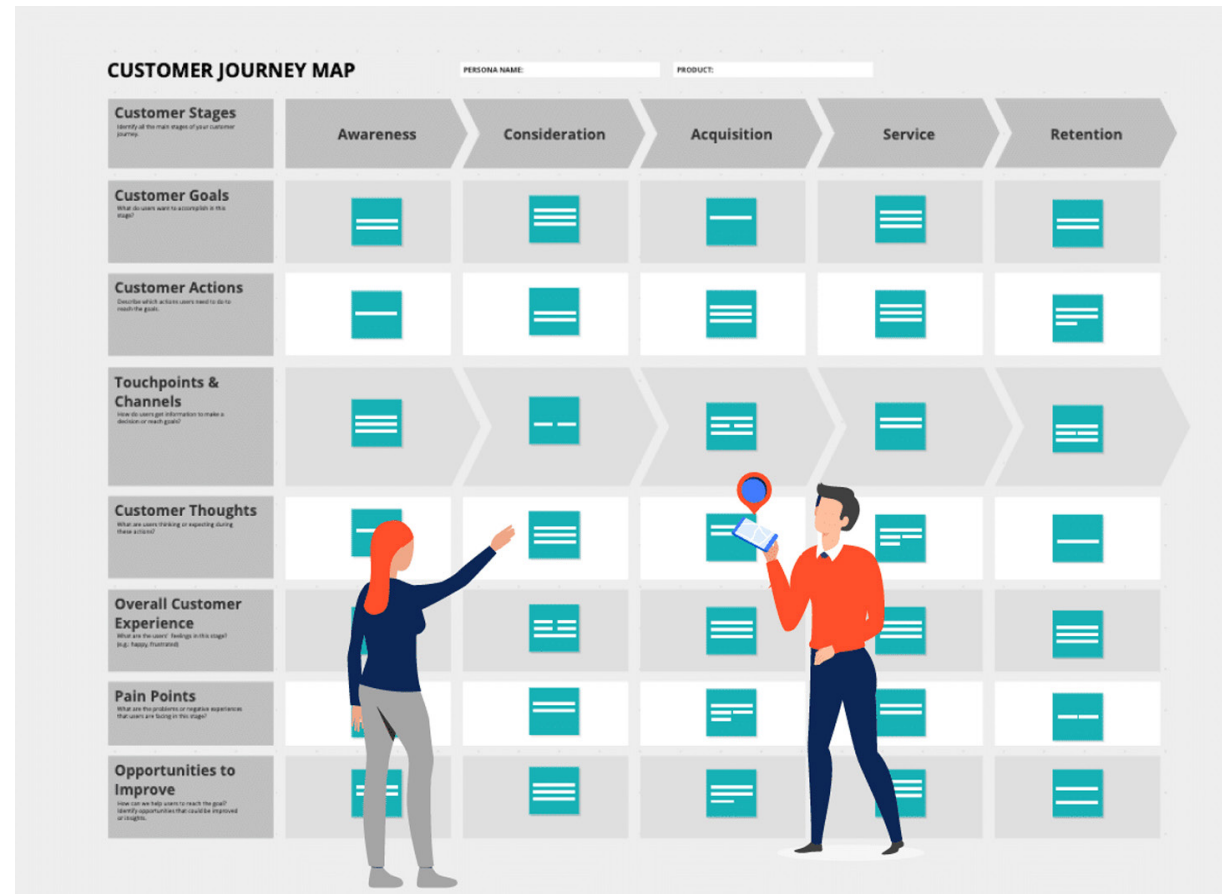 CUSTOMER JOURNEY MAP
PERSONA NAME:
PRODUCT:
Customer Stages
Identify all the main stages of your customer
journey.
Awareness
Consideration
Acquisition
Service
Retention
Customer Goals
What do users want to accomplish in this
stage?
Customer Actions
Describe which actions users need to do to
reach the goals.
Touchpoints &
Channels
How do users get information to make a
decision or reach goals?
Customer Thoughts
What are users thinking or expecting during
these actions?
Overall Customer
Experience
What are the users' feelings in this stage?
(e.g.: happy, frustrated)
Pain Points
What are the problems or negative experiences
that users are facing in this stage?
Opportunities to
Improve
How can we help users to reach the goal?
Identify opportunities that could be improved
or insights.